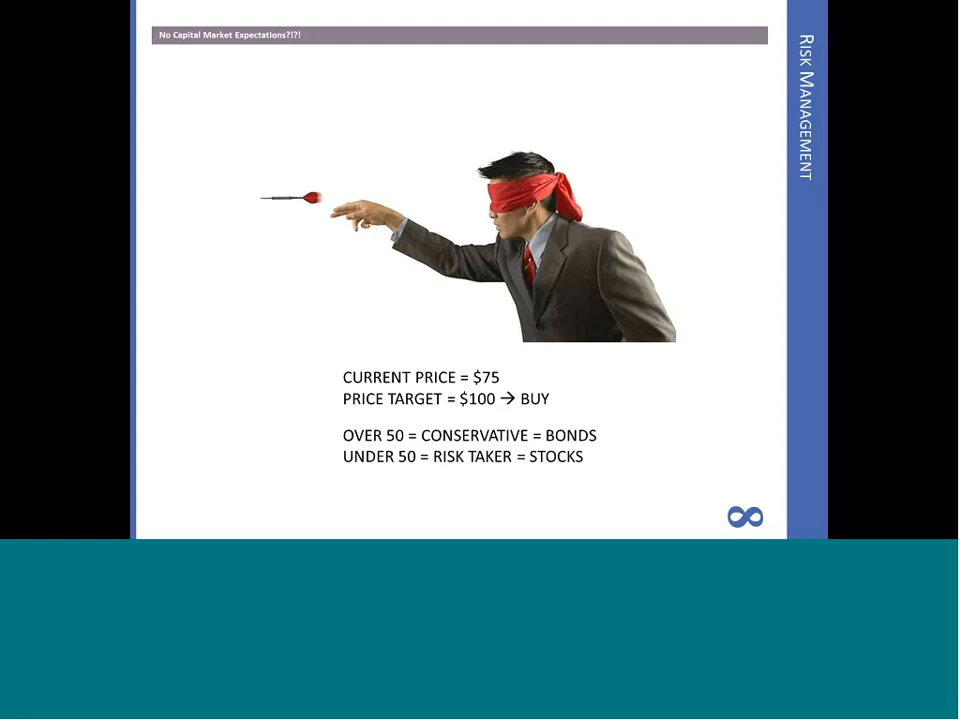 No Capital Market Expectations?!?!
RISK MANAGEMENT
CURRENT PRICE = $75
PRICE TARGET = $100 → BUY
OVER 50 = CONSERVATIVE = BONDS
UNDER 50 = RISK TAKER = STOCKS
8